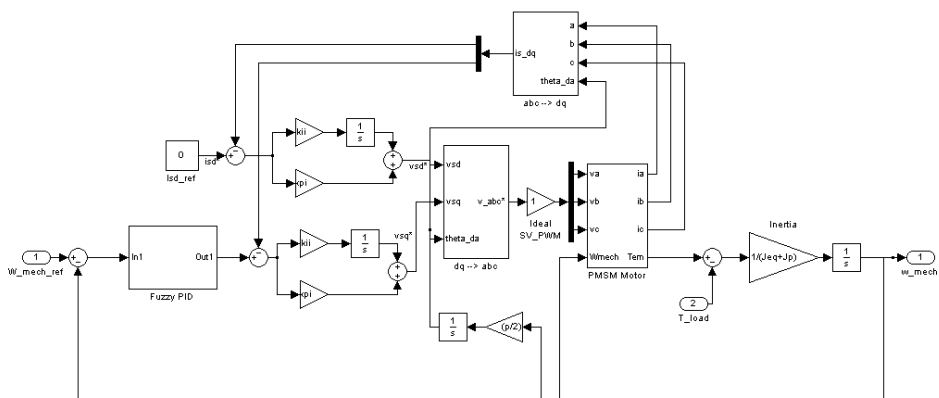 a
b
c
is_dq
theta_da
abc --> dq
0
Isd_ref
isd*
kii
1
s
kpi
vsd*
vsd
vsq
v_abc*
theta_da
dq --> abc
1
Ideal
SV_PWM
va
ia
vb
ib
vc
ic
Wmech
Tem
PMSM Motor
1
W_mech_ref
In1
Out1
Fuzzy PID
kii
1
s
vsq*
kpi
1
s
(p/2)
2
T_load
Inertia
1/(Jeq+Jp)
1
s
1
w_mech